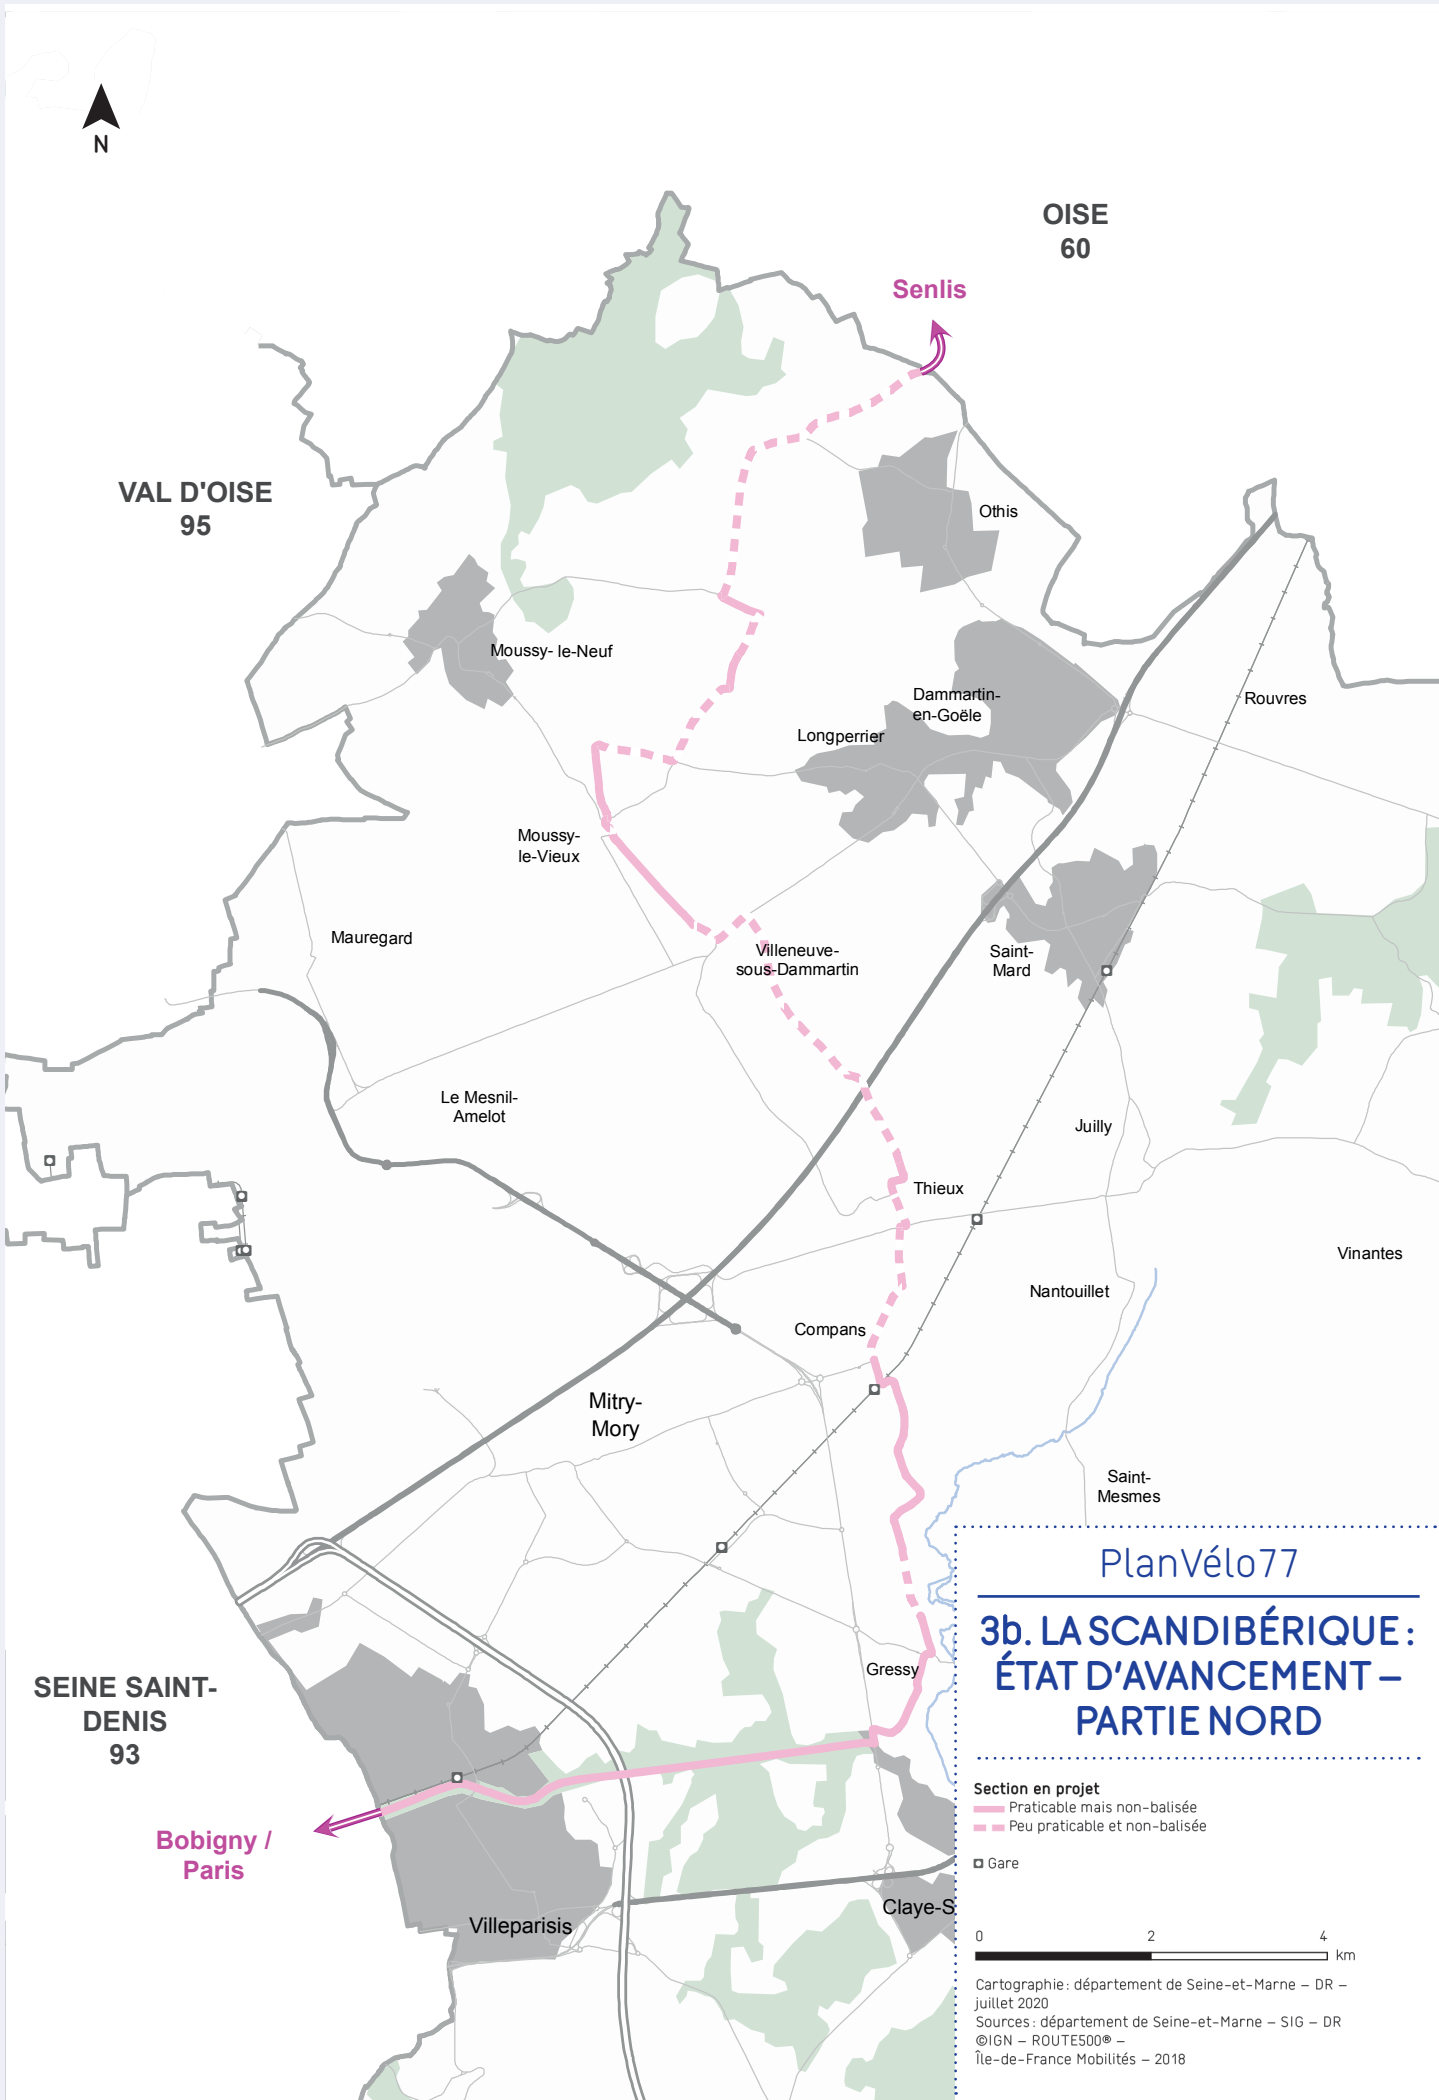 N
OISE
60
Senlis
VAL D'OISE
95
Othis
Moussy- le-Neuf
Dammartin-
en-Goële
Rouvres
Longperrier
Moussy-
le-Vieux
Mauregard
Villeneuve-
sous-Dammartin
Saint-
Mard
Le Mesnil-
Amelot
Juilly
Thieux
Vinantes
Nantouillet
Compans
Mitry-
Mory
Saint-
Mesmes
Gressy
SEINE SAINT-
DENIS
93
Bobigny /
Paris
Villeparisis
Claye-S
PlanVélo77
3b. LA SCANDIBÉRIQUE :
ÉTAT D'AVANCEMENT –
PARTIE NORD
Section en projet
Praticable mais non-balisée
Peu praticable et non-balisée
Gare
0 2 4
km
Cartographie : département de Seine-et-Marne – DR –
juillet 2020
Sources : département de Seine-et-Marne – SIG – DR
©IGN – ROUTE500® –
Île-de-France Mobilités – 2018